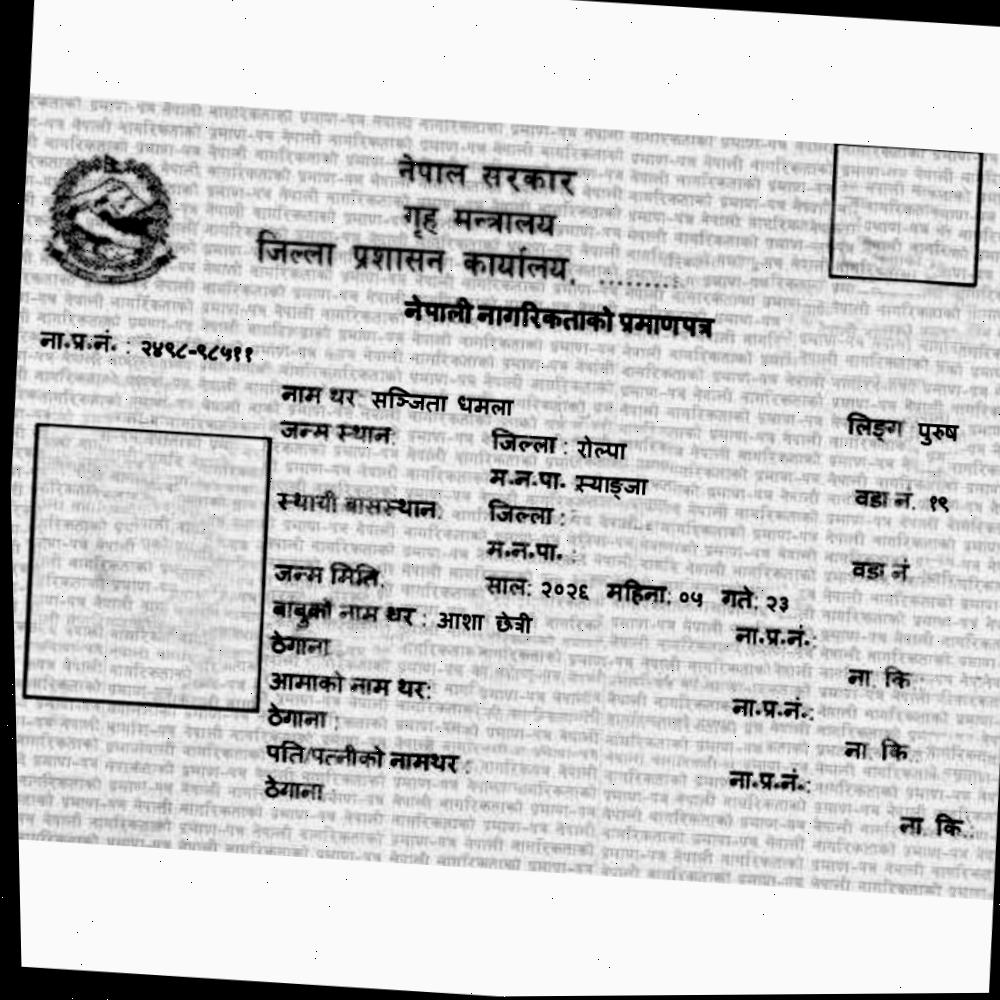 नेपाल सरकार
गृह मन्त्रालय
जिल्ला प्रशासन कार्यालय, ........:
नेपाली नागरिकताको प्रमाणपत्र
ना.प्र.नं. : २४९८-९८५११
नाम थर सञ्जिता धमला लिङ्ग पुरुष
जन्म स्थान: जिल्ला : रोल्पा
म.न.पा. स्याङ्जा वडा नं. १९
स्थायी बासस्थान: जिल्ला :
म.न.पा. : वडा नं.
जन्म मिति: साल: २०२६ महिना: ०५ गते: २३
बाबुको नाम थर : आशा छेत्री ना.प्र.नं.:
ठेगाना ना. कि.:
आमाको नाम थर: ना.प्र.नं.:
ठेगाना : ना. कि.:
पति/पत्नीको नामथर : ना.प्र.नं.:
ठेगाना : ना. कि.: